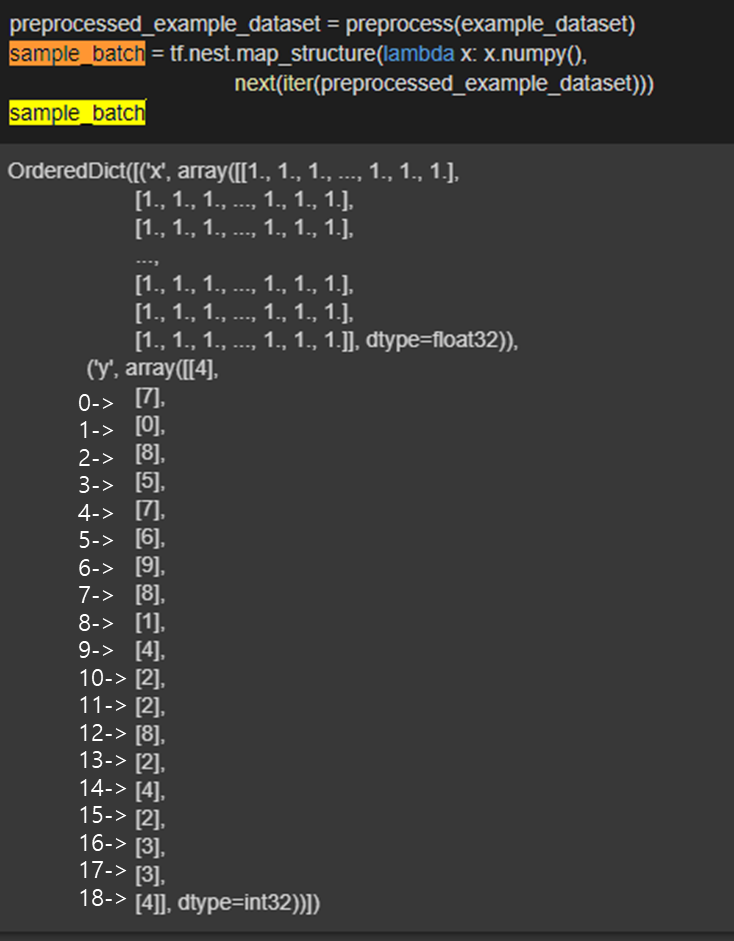 preprocessed_example_dataset = preprocess(example_dataset)
sample_batch = tf.nest.map_structure(lambda x: x.numpy(),
next(iter(preprocessed_example_dataset)))
sample_batch
OrderedDict([('x', array([[1., 1., 1., ..., 1., 1., 1.],
[1., 1., 1., ..., 1., 1., 1.],
[1., 1., 1., ..., 1., 1., 1.],
...,
[1., 1., 1., ..., 1., 1., 1.],
[1., 1., 1., ..., 1., 1., 1.],
[1., 1., 1., ..., 1., 1., 1.]], dtype=float32)),
('y', array([[4],
0-> [7],
1-> [0],
2-> [8],
3-> [5],
4-> [7],
5-> [6],
6-> [9],
7-> [8],
8-> [1],
9-> [4],
10-> [2],
11-> [2],
12-> [8],
13-> [2],
14-> [4],
15-> [2],
16-> [3],
17-> [3],
18-> [4]], dtype=int32))])